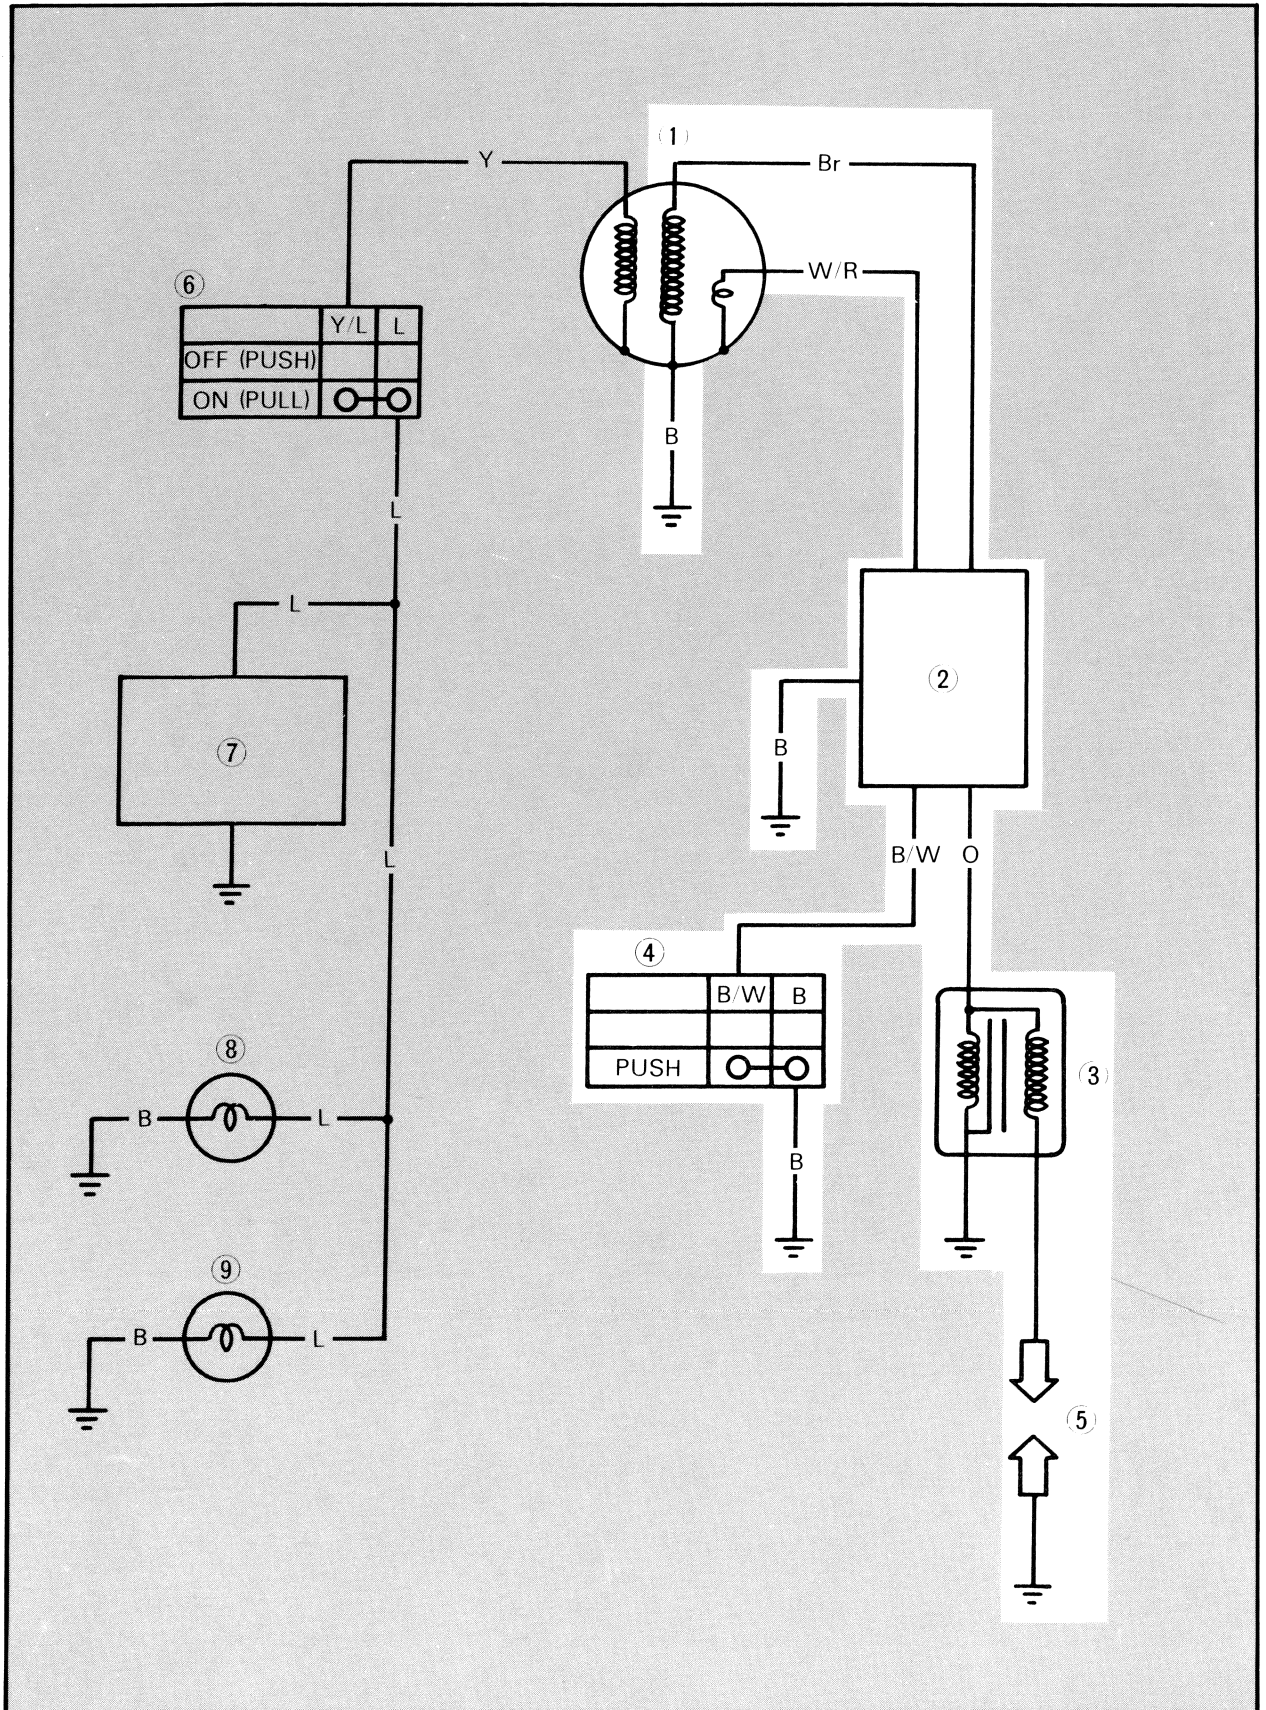 ①
Y
Br
W/R
⑥
Y/L L
OFF (PUSH)
ON (PULL)
B
L
L
②
⑦
B
L
B/W O
④
B/W B
PUSH
③
⑧
B L
B
⑨
B L
⑤